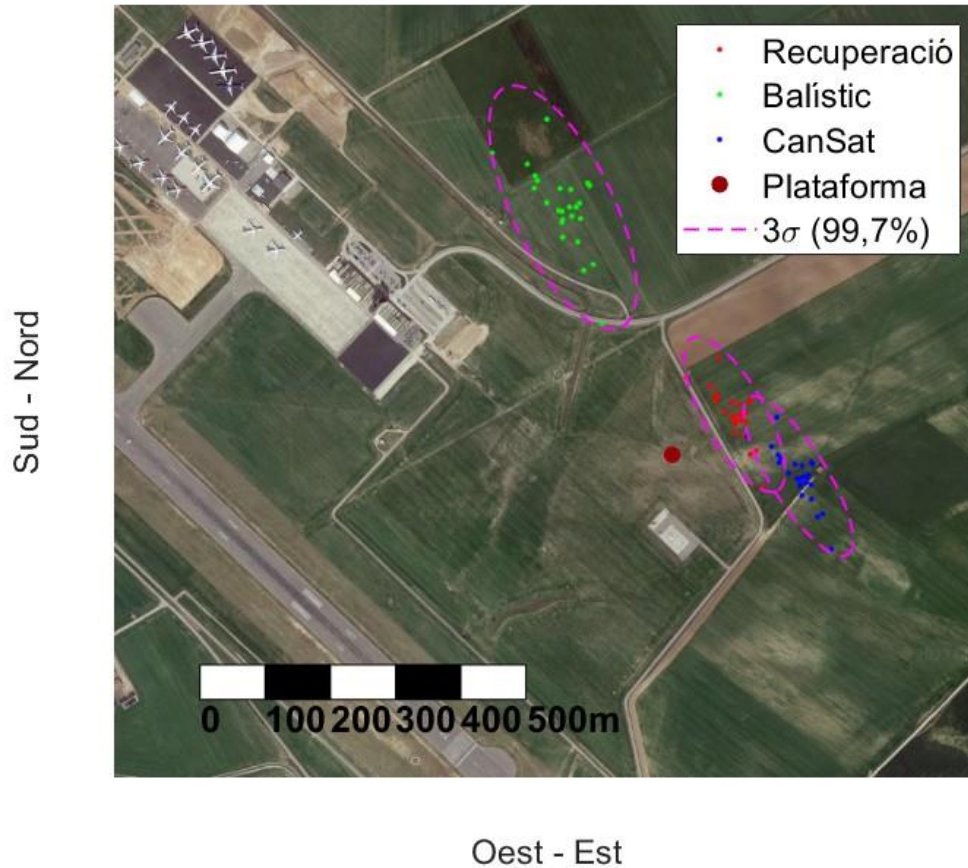 Recuperació
Balístic
CanSat
Plataforma
3σ (99,7%)
Sud - Nord
0 100 200 300 400 500m
Oest - Est